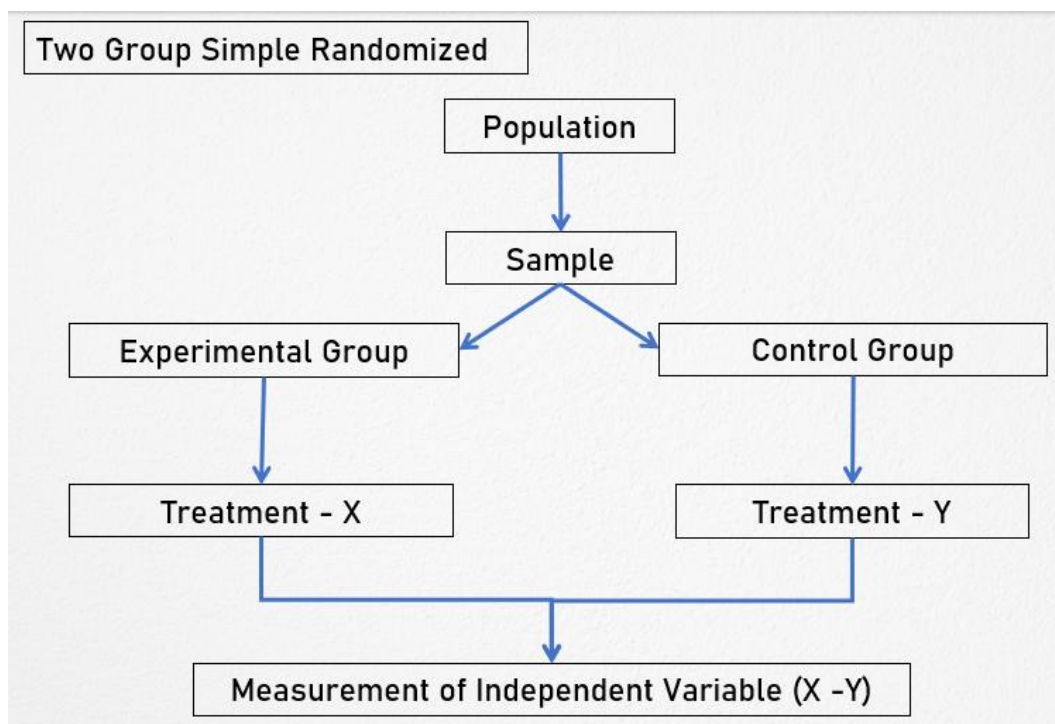 Two Group Simple Randomized
Population
Sample
Experimental Group
Control Group
Treatment - X
Treatment - Y
Measurement of Independent Variable (X -Y)